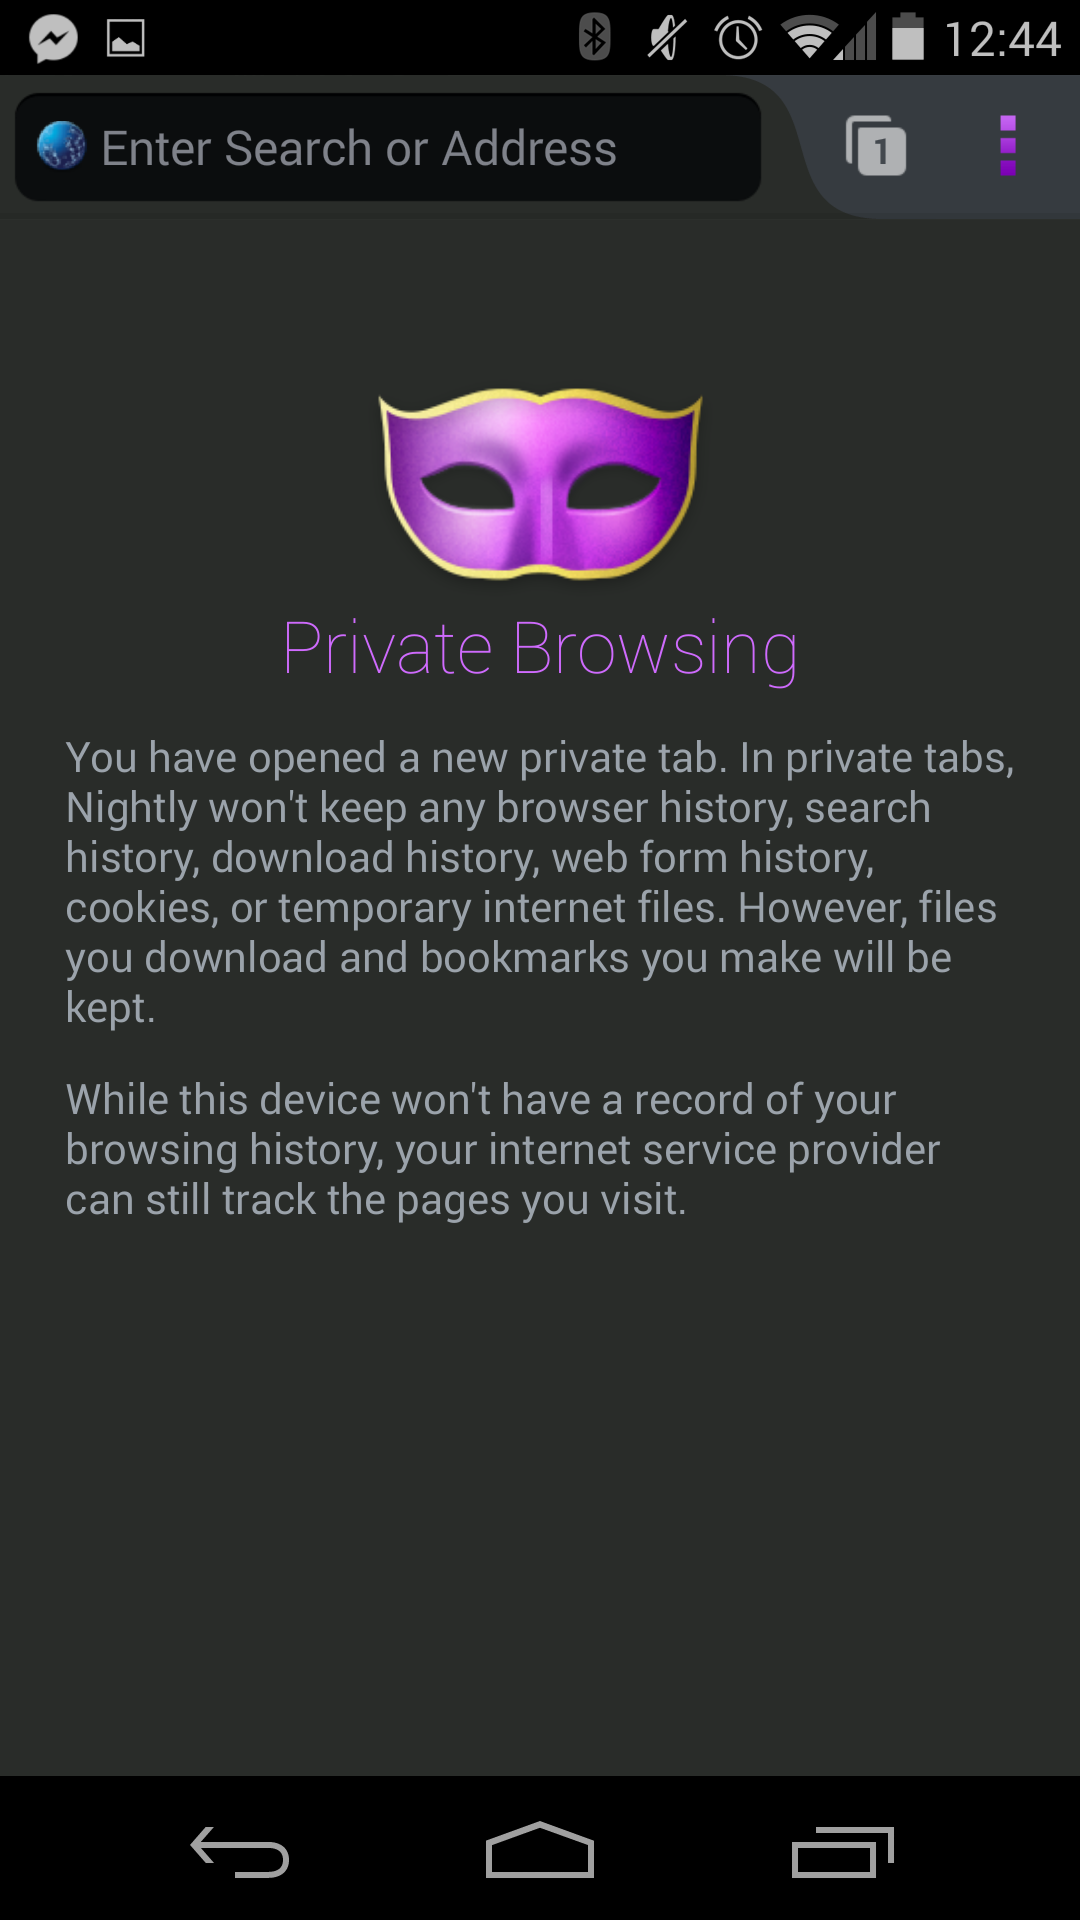 12:44
Enter Search or Address
1
Private Browsing
You have opened a new private tab. In private tabs,
Nightly won't keep any browser history, search
history, download history, web form history,
cookies, or temporary internet files. However, files
you download and bookmarks you make will be
kept.
While this device won't have a record of your
browsing history, your internet service provider
can still track the pages you visit.